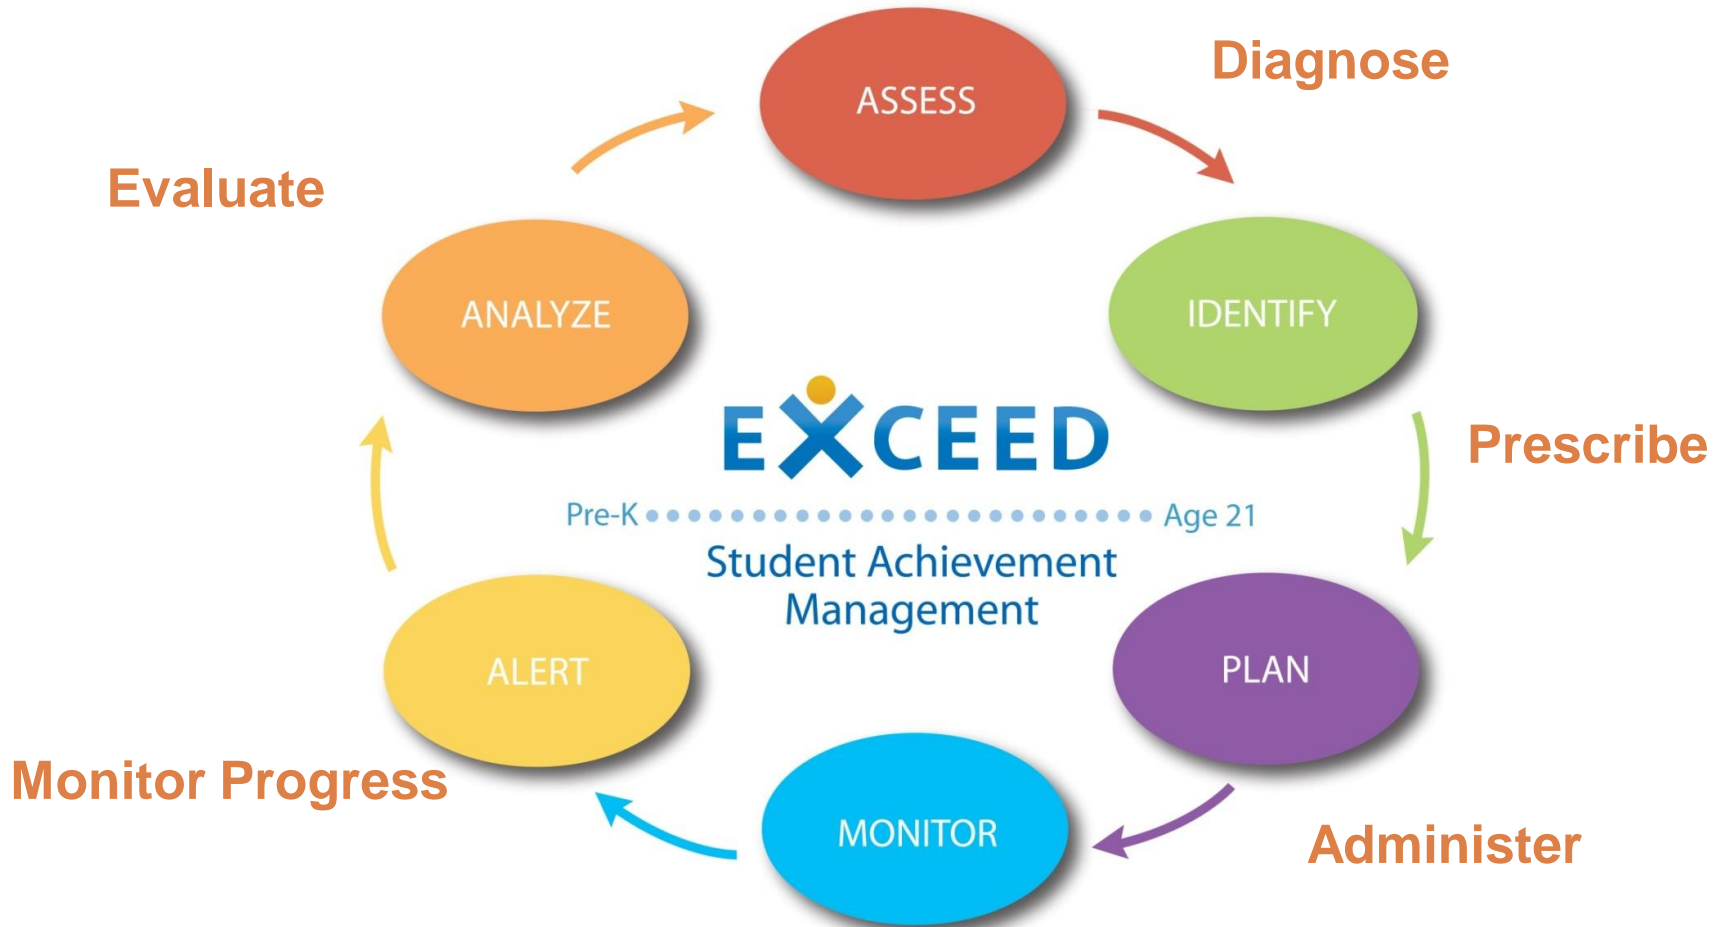 Diagnose
ASSESS
Evaluate
ANALYZE
IDENTIFY
EXCEED
Prescribe
Pre-K Age 21
Student Achievement
Management
ALERT
PLAN
Monitor Progress
MONITOR
Administer